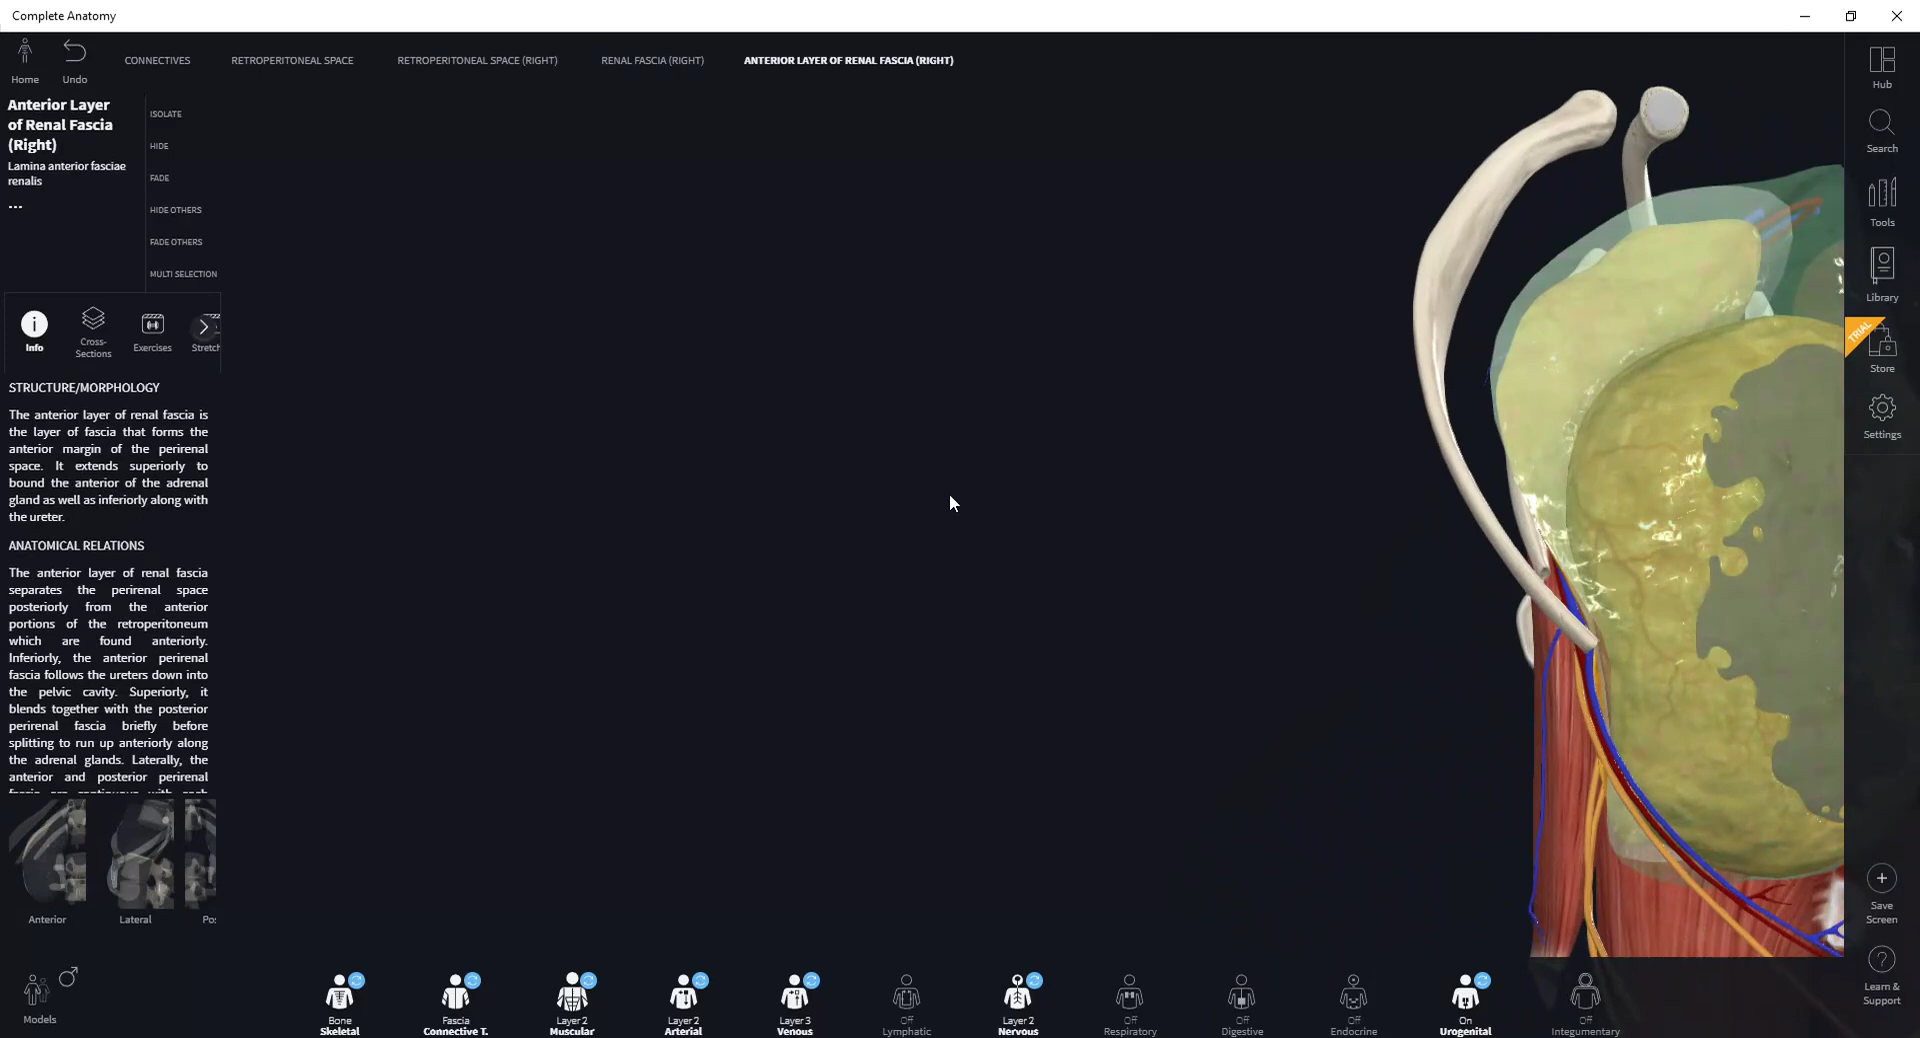 Complete Anatomy
Home
Undo
CONNECTIVES
RETROPERITONEAL SPACE
RETROPERITONEAL SPACE (RIGHT)
RENAL FASCIA (RIGHT)
ANTERIOR LAYER OF RENAL FASCIA (RIGHT)
Anterior Layer
of Renal Fascia
(Right)
Lamina anterior fasciae
renalis
...
ISOLATE
HIDE
FADE
HIDE OTHERS
FADE OTHERS
MULTI SELECTION
Info
Cross-
Sections
Exercises
Stretch
STRUCTURE/MORPHOLOGY
The anterior layer of renal fascia is
the layer of fascia that forms the
anterior margin of the perirenal
space. It extends superiorly to
bound the anterior of the adrenal
gland as well as inferiorly along with
the ureter.
ANATOMICAL RELATIONS
The anterior layer of renal fascia
separates the perirenal space
posteriorly from the anterior
portions of the retroperitoneum
which are found anteriorly.
Inferiorly, the anterior perirenal
fascia follows the ureters down into
the pelvic cavity. Superiorly, it
blends together with the posterior
perirenal fascia briefly before
splitting to run up anteriorly along
the adrenal glands. Laterally, the
anterior and posterior perirenal
Anterior
Lateral
Pos
Models
Bone
Skeletal
Fascia
Connective T.
Layer 2
Muscular
Layer 2
Arterial
Layer 3
Venous
Off
Lymphatic
Layer 2
Nervous
Off
Respiratory
Off
Digestive
Off
Endocrine
On
Urogenital
Off
Integumentary
Hub
Search
Tools
Library
TRIAL
Store
Settings
Save
Screen
Learn &
Support